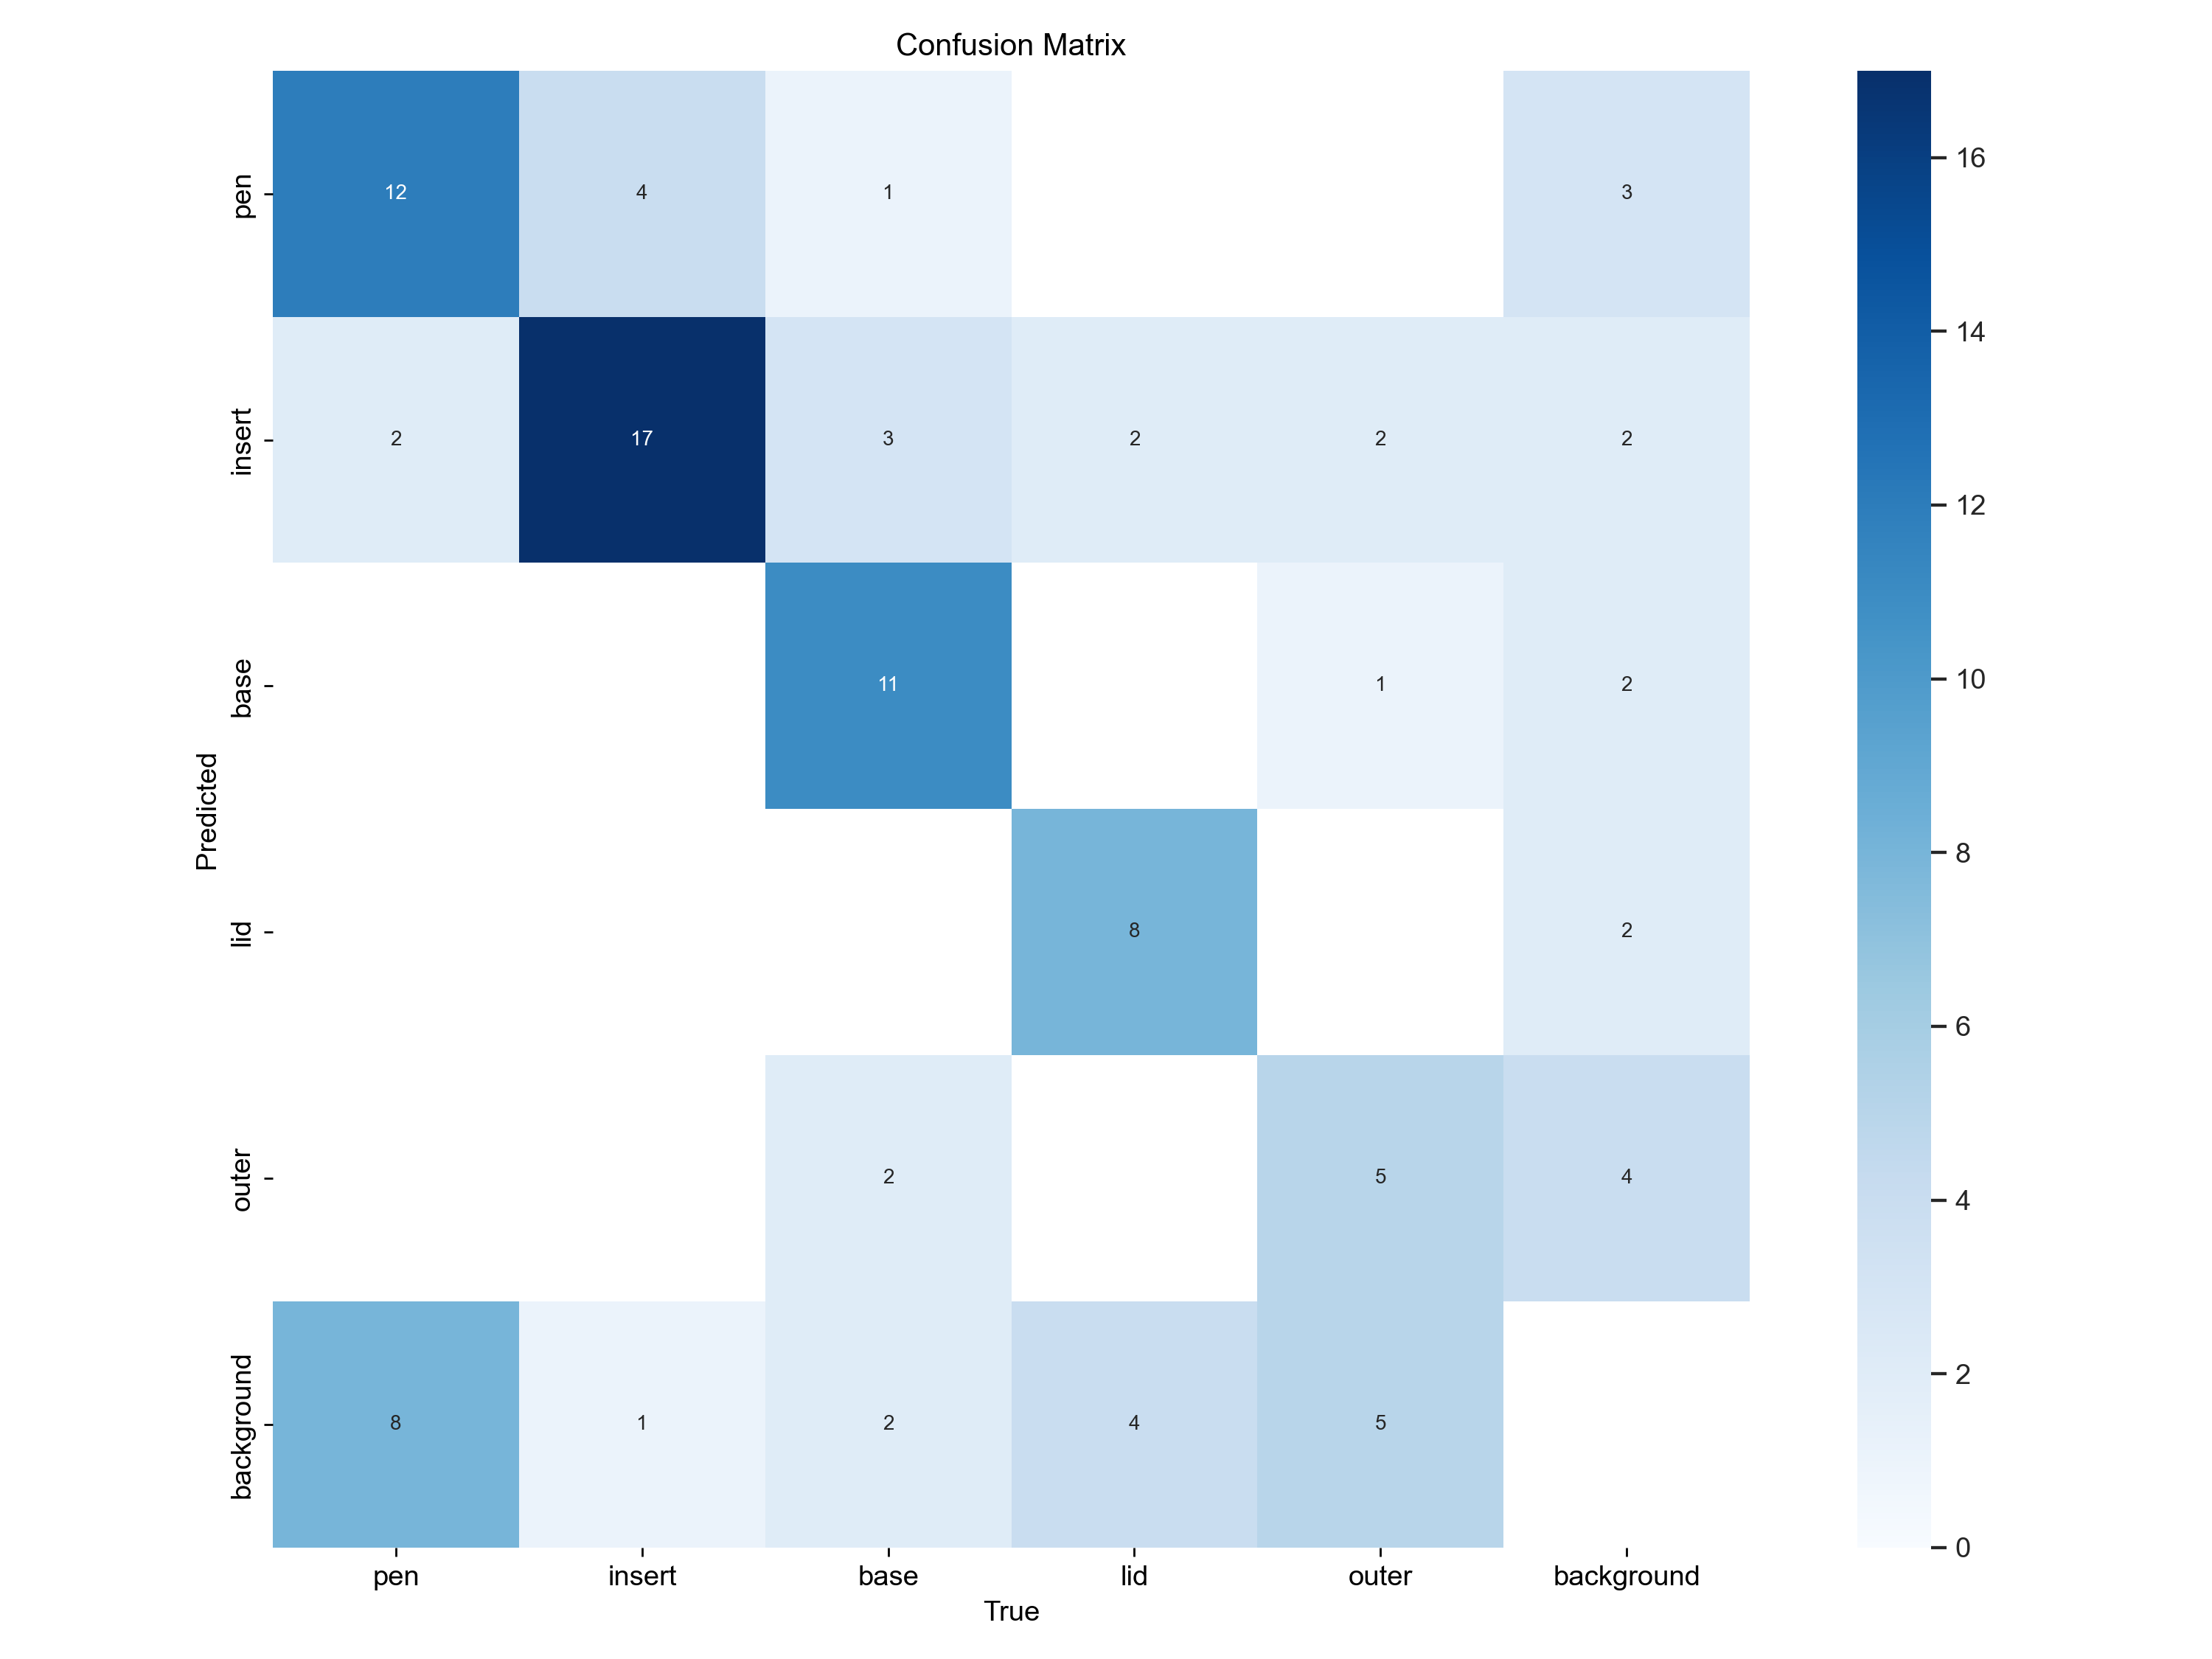 Confusion Matrix
pen 12 4 1 3
insert 2 17 3 2 2 2
base 11 1 2
lid 8 2
outer 2 5 4
background 8 1 2 4 5
Predicted
pen insert base lid outer background
True
16
14
12
10
8
6
4
2
0